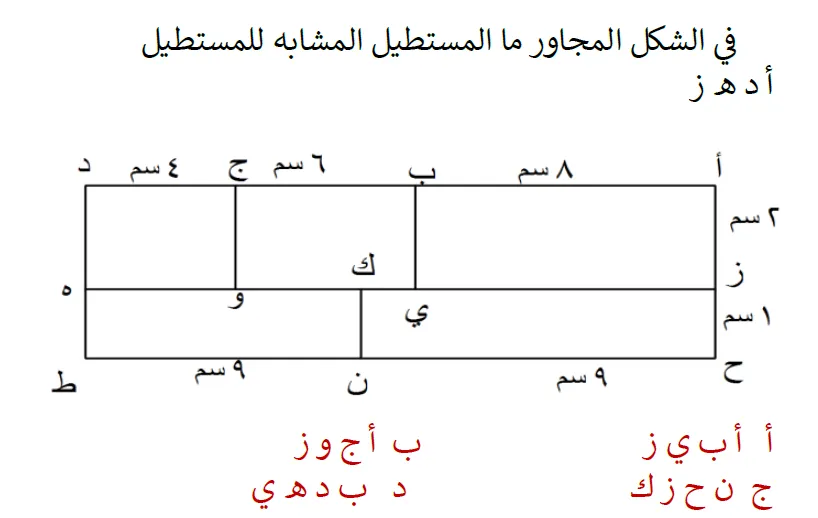 في الشكل المجاور ما المستطيل المشابه للمستطيل
أ د ه‍ ز
أ ٨ سم ب ٦ سم ج ٤ سم د
٢ سم
ز ك
ه و ي ١ سم
ح ٩ سم ن ٩ سم ط
أ أ ب ي ز ب أ ج و ز
ج ن ح ز ك د ب د ه‍ ي